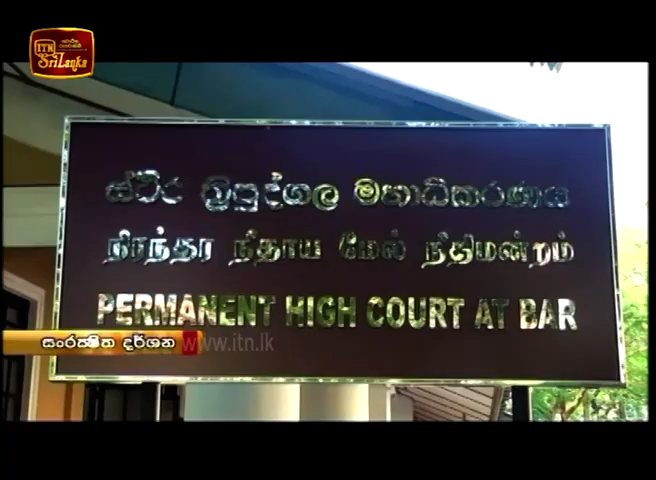 ITN
SriLanka
ස්ථිර ත්‍රිපුද්ගල මහාධිකරණය
நிரந்தர நீதாய மேல் நீதிமன்றம்
PERMANENT HIGH COURT AT BAR
සංරක්ෂිත දර්ශන
www.itn.lk